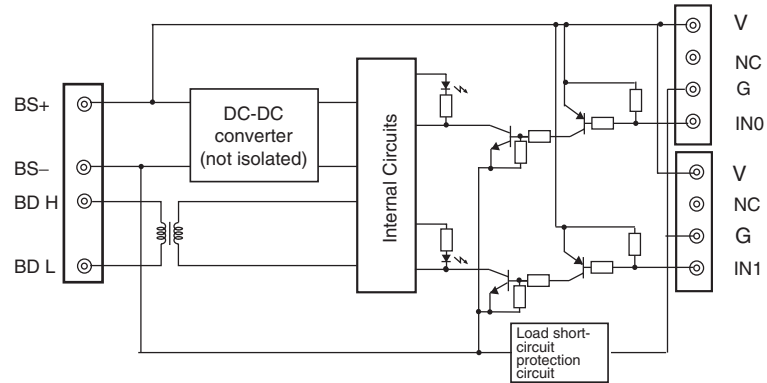 BS+
BS−
BD H
BD L
DC-DC
converter
(not isolated)
Internal Circuits
Load short-
circuit
protection
circuit
V
NC
G
IN0
V
NC
G
IN1